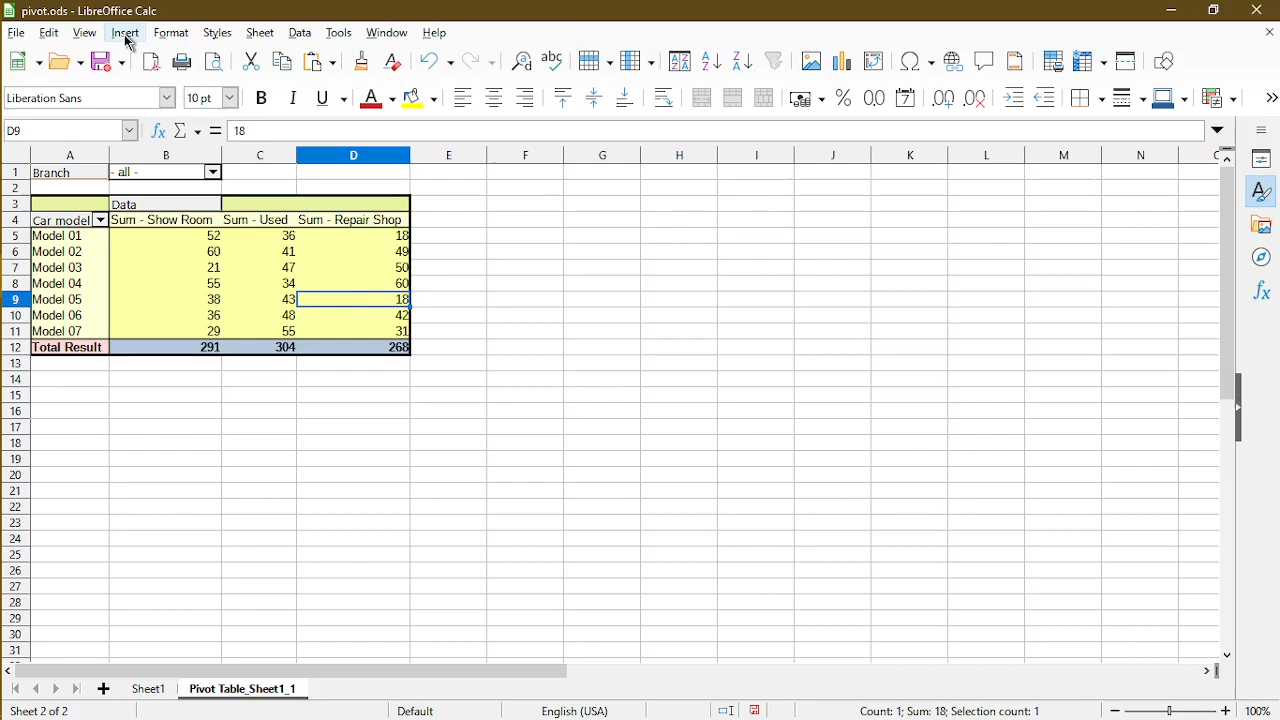 pivot.ods - LibreOffice Calc
File Edit View Insert Format Styles Sheet Data Tools Window Help
Liberation Sans 10 pt
D9 18
A B C D E F G H I J K L M N
1 Branch - all -
2
3 Data
4 Car model Sum - Show Room Sum - Used Sum - Repair Shop
5 Model 01 52 36 18
6 Model 02 60 41 49
7 Model 03 21 47 50
8 Model 04 55 34 60
9 Model 05 38 43 18
10 Model 06 36 48 42
11 Model 07 29 55 31
12 Total Result 291 304 268
13
14
15
16
17
18
19
20
21
22
23
24
25
26
27
28
29
30
31
Sheet1 Pivot Table_Sheet1_1
Sheet 2 of 2 Default English (USA) Count: 1; Sum: 18; Selection count: 1 100%